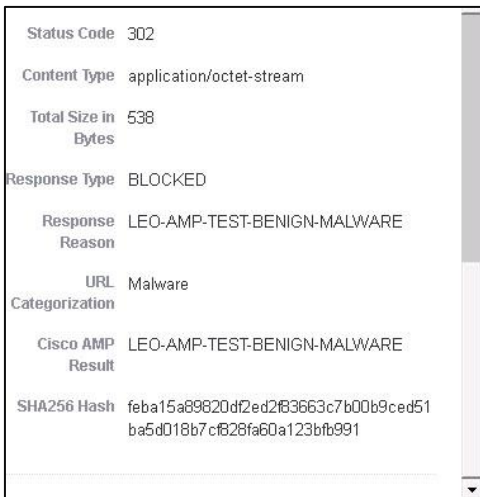 Status Code 302
Content Type application/octet-stream
Total Size in Bytes 538
Response Type BLOCKED
Response Reason LEO-AMP-TEST-BENIGN-MALWARE
URL Categorization Malware
Cisco AMP Result LEO-AMP-TEST-BENIGN-MALWARE
SHA256 Hash feba15a89820df2ed2f83663c7b00b9ced51
ba5d018b7cf828fa60a123bfb991